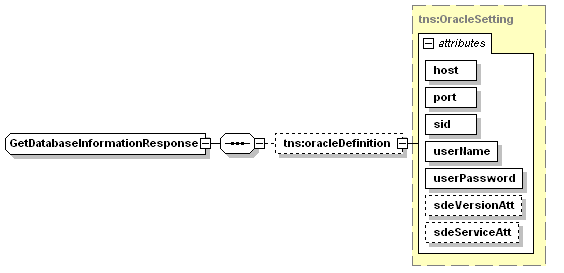 tns:OracleSetting
attributes
host
port
sid
userName
userPassword
sdeVersionAtt
sdeServiceAtt
GetDatabaseInformationResponse
tns:oracleDefinition